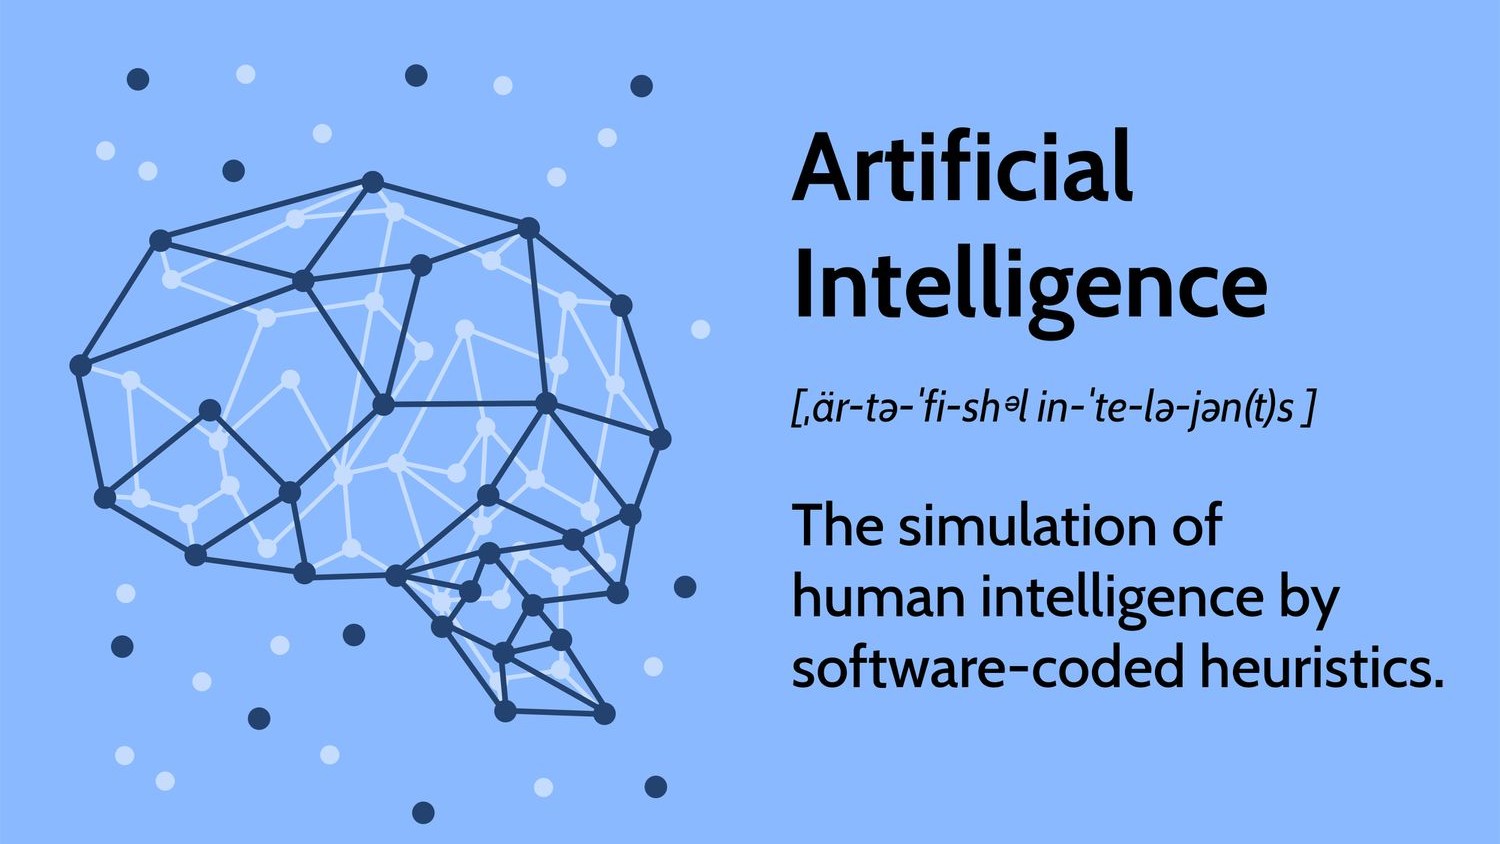 Artificial
Intelligence
[ˌär-tə-ˈfi-shᵊl in-ˈte-lə-jən(t)s ]
The simulation of
human intelligence by
software-coded heuristics.